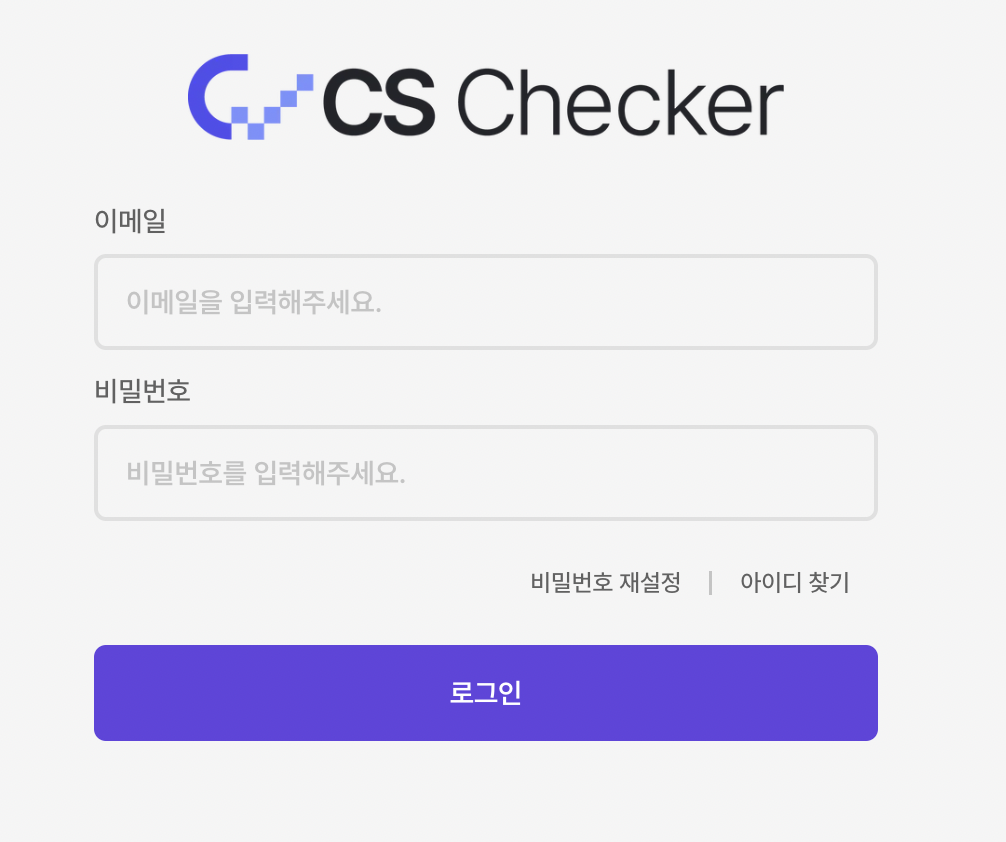 CS Checker
이메일
이메일을 입력해주세요.
비밀번호
비밀번호를 입력해주세요.
비밀번호 재설정 | 아이디 찾기
로그인